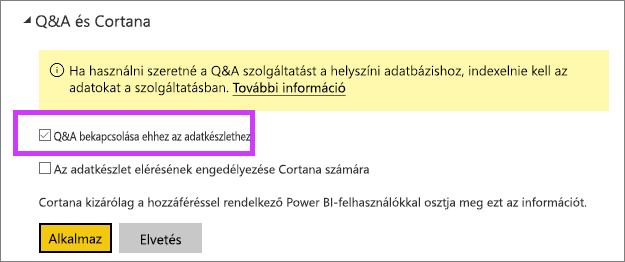 Q&A és Cortana
Ha használni szeretné a Q&A szolgáltatást a helyszíni adatbázishoz, indexelnie kell az
adatokat a szolgáltatásban. További információ
Q&A bekapcsolása ehhez az adatkészlethez
Az adatkészlet elérésének engedélyezése Cortana számára
Cortana kizárólag a hozzáféréssel rendelkező Power BI-felhasználókkal osztja meg ezt az információt.
Alkalmaz
Elvetés